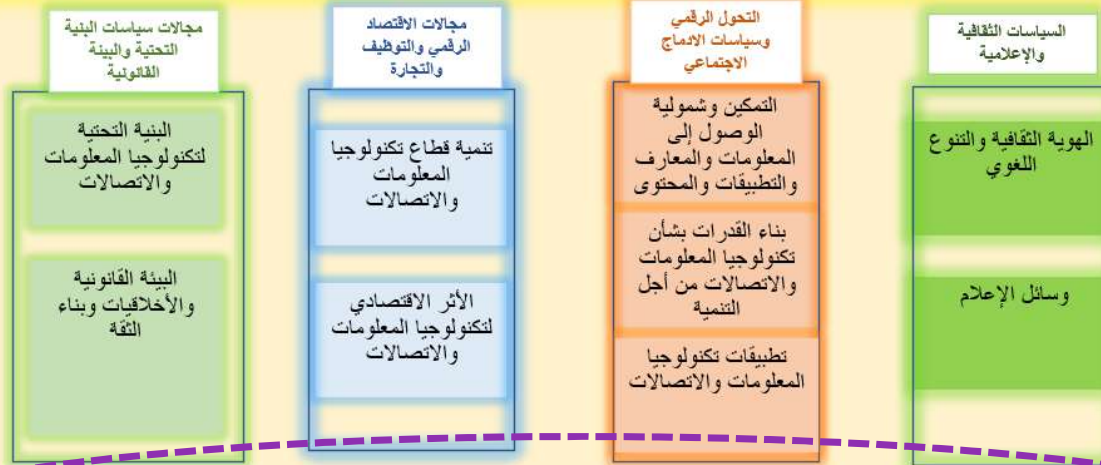 السياسات الثقافية
والإعلامية
الهوية الثقافية والتنوع
اللغوي
وسائل الإعلام
التحول الرقمي
وسياسات الادماج
الاجتماعي
التمكين وشمولية
الوصول إلى
المعلومات والمعارف
والتطبيقات والمحتوى
بناء القدرات بشأن
تكنولوجيا المعلومات
والاتصالات من أجل
التنمية
تطبيقات تكنولوجيا
المعلومات والاتصالات
مجالات الاقتصاد
الرقمي والتوظيف
والتجارة
تنمية قطاع تكنولوجيا
المعلومات
والاتصالات
الأثر الاقتصادي
لتكنولوجيا المعلومات
والاتصالات
مجالات سياسات البنية
التحتية والبيئة
القانونية
البنية التحتية
لتكنولوجيا المعلومات
والاتصالات
البيئة القانونية
والأخلاقيات وبناء
الثقة